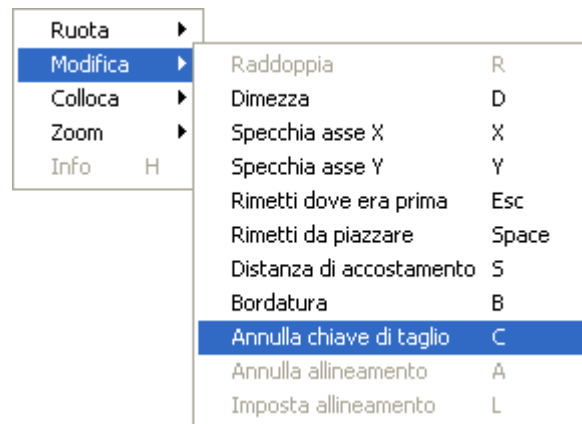 Ruota
Modifica
Colloca
Zoom
Info H
Raddoppia R
Dimezza D
Specchia asse X X
Specchia asse Y Y
Rimetti dove era prima Esc
Rimetti da piazzare Space
Distanza di accostamento S
Bordatura B
Annulla chiave di taglio C
Annulla allineamento A
Imposta allineamento L